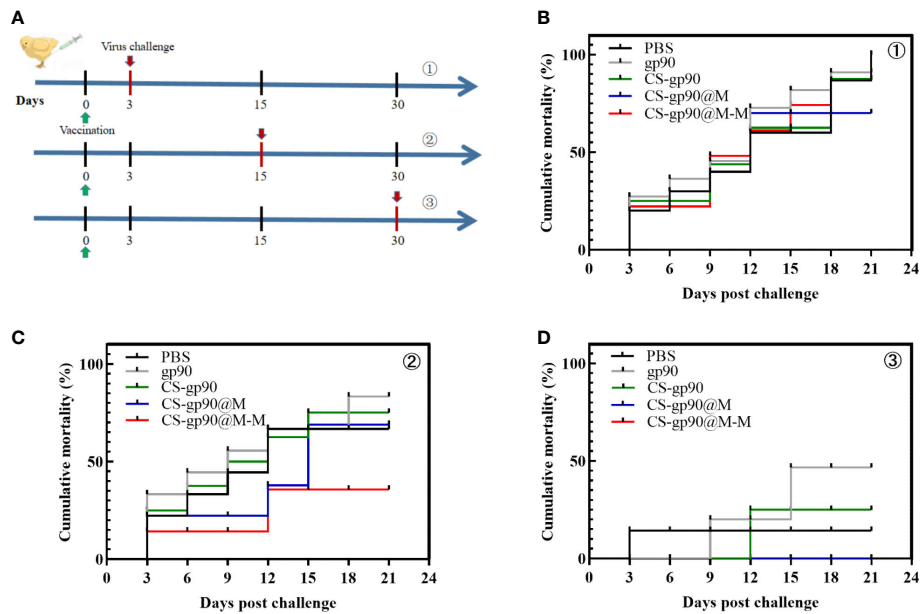 A
Virus challenge
①
Days
0
3
15
30
Vaccination
②
0
3
15
30
③
0
3
15
30
B
①
PBS
gp90
CS-gp90
CS-gp90@M
CS-gp90@M-M
Cumulative mortality (%)
100
50
0
0 3 6 9 12 15 18 21 24
Days post challenge
C
②
PBS
gp90
CS-gp90
CS-gp90@M
CS-gp90@M-M
Cumulative mortality (%)
100
50
0
0 3 6 9 12 15 18 21 24
Days post challenge
D
③
PBS
gp90
CS-gp90
CS-gp90@M
CS-gp90@M-M
Cumulative mortality (%)
100
50
0
0 3 6 9 12 15 18 21 24
Days post challenge